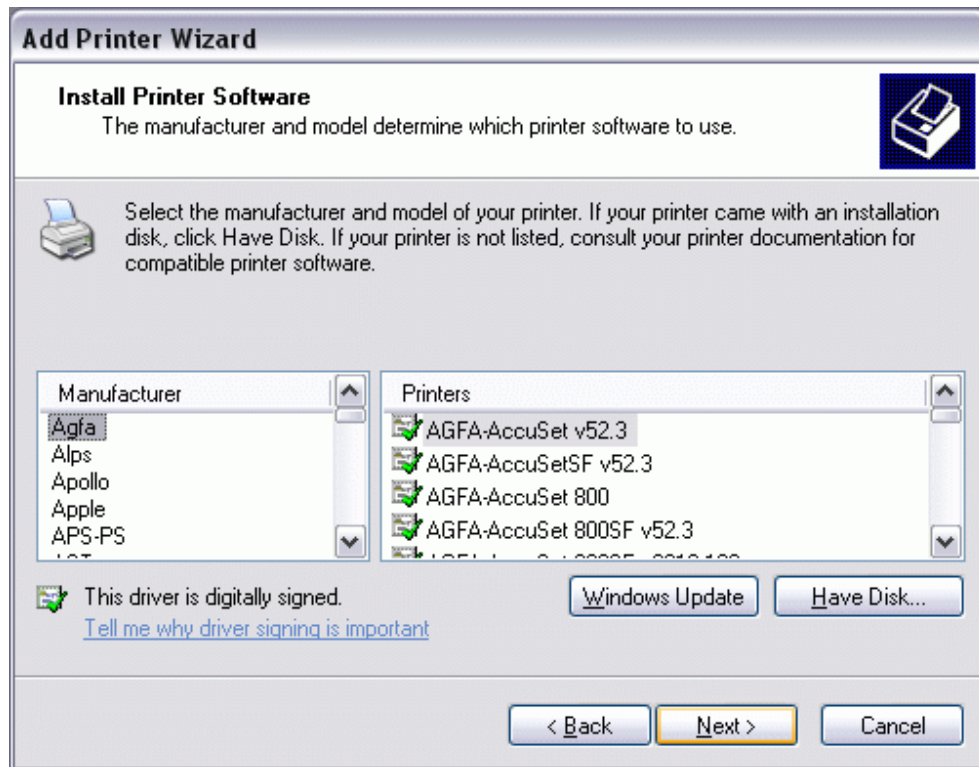 Add Printer Wizard
Install Printer Software
The manufacturer and model determine which printer software to use.
Select the manufacturer and model of your printer. If your printer came with an installation
disk, click Have Disk. If your printer is not listed, consult your printer documentation for
compatible printer software.
Manufacturer
Agfa
Alps
Apollo
Apple
APS-PS
Printers
AGFA-AccuSet v52.3
AGFA-AccuSetSF v52.3
AGFA-AccuSet 800
AGFA-AccuSet 800SF v52.3
This driver is digitally signed.
Tell me why driver signing is important
Windows Update
Have Disk...
< Back
Next >
Cancel